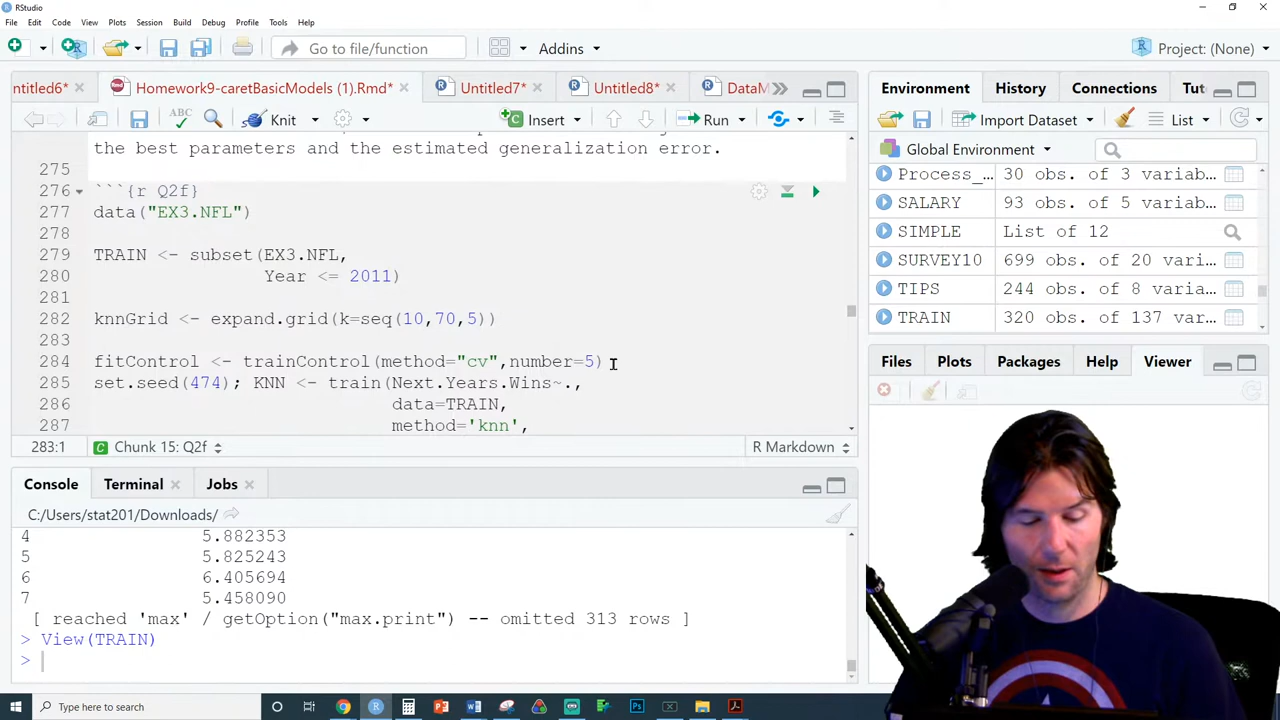 RStudio
File Edit Code View Plots Session Build Debug Profile Tools Help
Go to file/function Addins Project: (None)
ntitled6* Homework9-caretBasicModels (1).Rmd* Untitled7* Untitled8* DataM
Environment History Connections Tut
ABC Knit Insert Run
Import Dataset List
Global Environment
the best parameters and the estimated generalization error.
275
276 ```{r Q2f}
277 data("EX3.NFL")
278
279 TRAIN <- subset(EX3.NFL,
280 Year <= 2011)
281
282 knnGrid <- expand.grid(k=seq(10,70,5))
283
284 fitControl <- trainControl(method="cv",number=5)
285 set.seed(474); KNN <- train(Next.Years.Wins~.,
286 data=TRAIN,
287 method='knn',
283:1 Chunk 15: Q2f R Markdown
Process_… 30 obs. of 3 variab…
SALARY 93 obs. of 5 variab…
SIMPLE List of 12
SURVEY10 699 obs. of 20 vari…
TIPS 244 obs. of 8 variab…
TRAIN 320 obs. of 137 var…
Files Plots Packages Help Viewer
Console Terminal Jobs
C:/Users/stat201/Downloads/
4 5.882353
5 5.825243
6 6.405694
7 5.458090
[ reached 'max' / getOption("max.print") -- omitted 313 rows ]
> View(TRAIN)
>
Type here to search